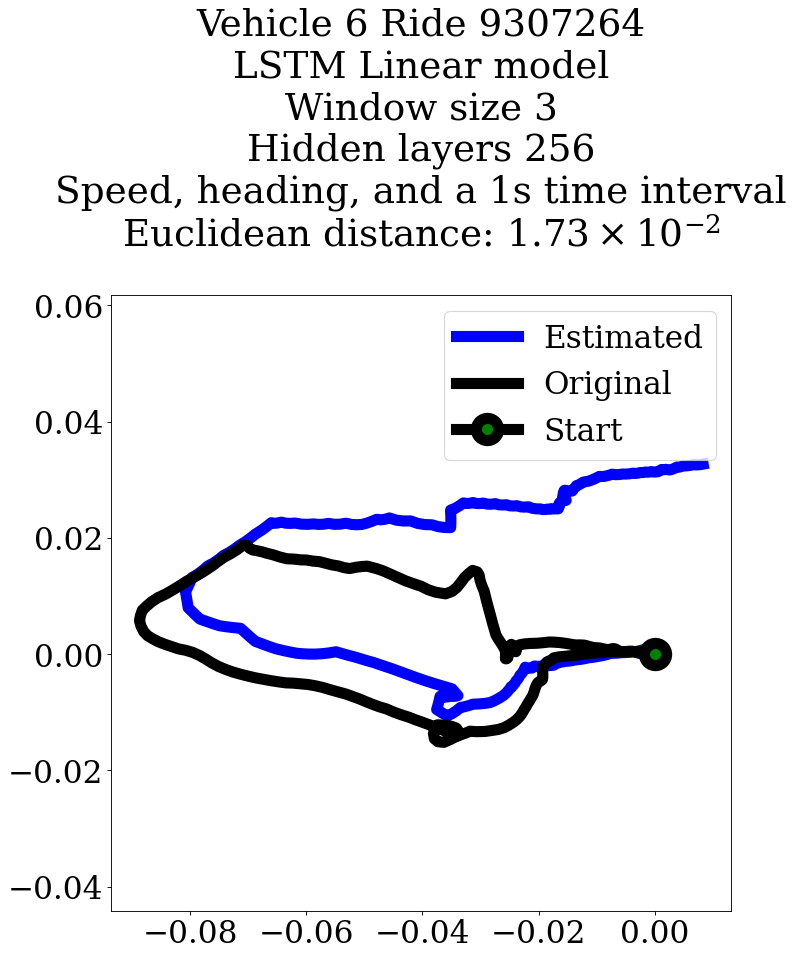 Vehicle 6 Ride 9307264
LSTM Linear model
Window size 3
Hidden layers 256
Speed, heading, and a 1s time interval
Euclidean distance: 1.73 × 10⁻²
Estimated
Original
Start
0.06
0.04
0.02
0.00
−0.02
−0.04
−0.08 −0.06 −0.04 −0.02 0.00